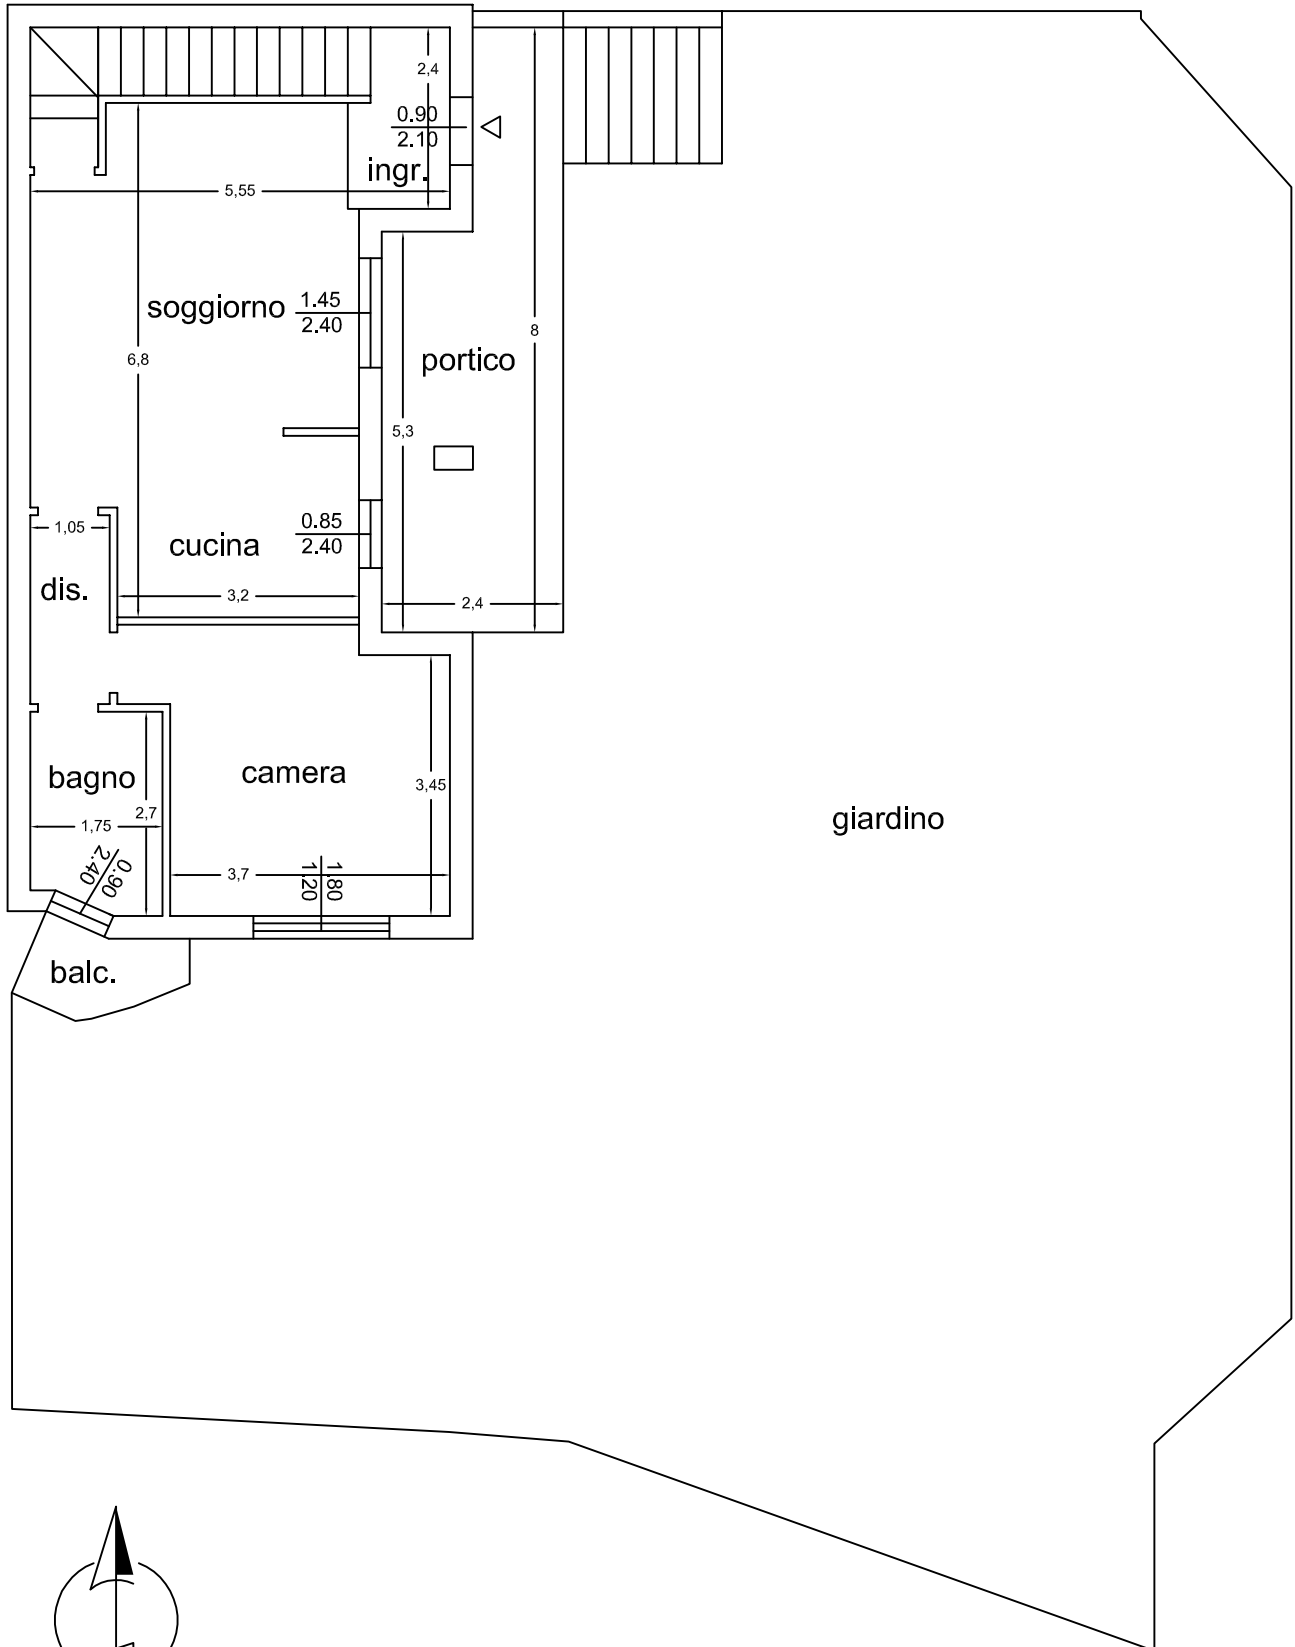 2,4
0.90
2.10
ingr.
5,55
soggiorno
1.45
2.40
8
6,8
portico
5,3
1,05
cucina
0.85
2.40
dis.
3,2
2,4
bagno
camera
3,45
2,7
1,75
giardino
0.90
2.40
3,7
1.80
1.20
balc.